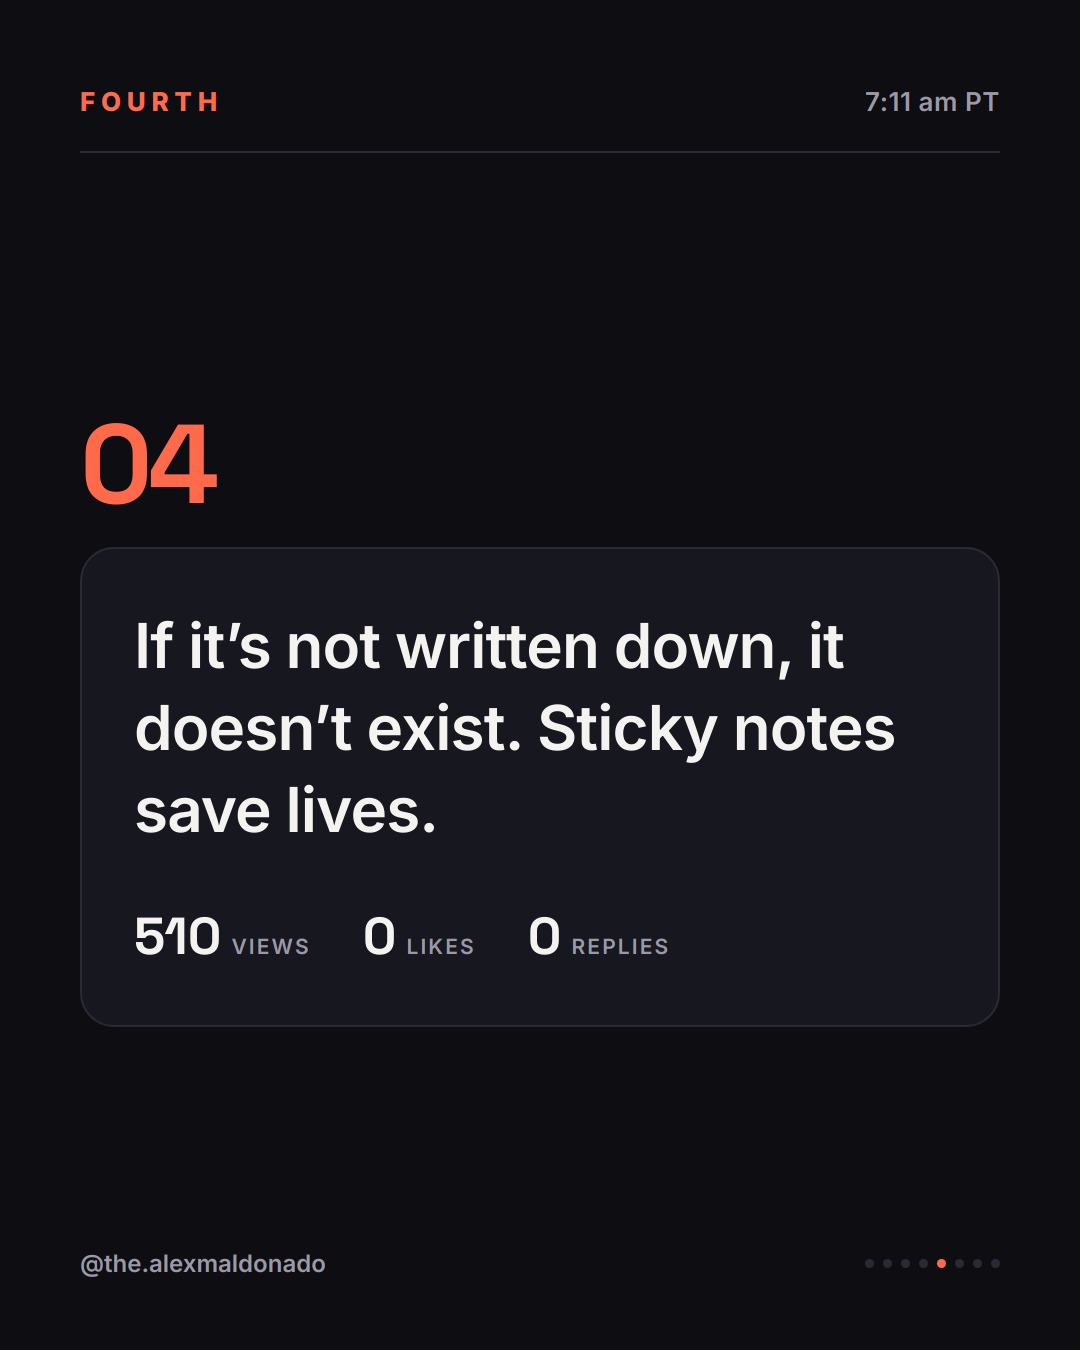 FOURTH
7:11 am PT
04
If it’s not written down, it
doesn’t exist. Sticky notes
save lives.
510 VIEWS 0 LIKES 0 REPLIES
@the.alexmaldonado